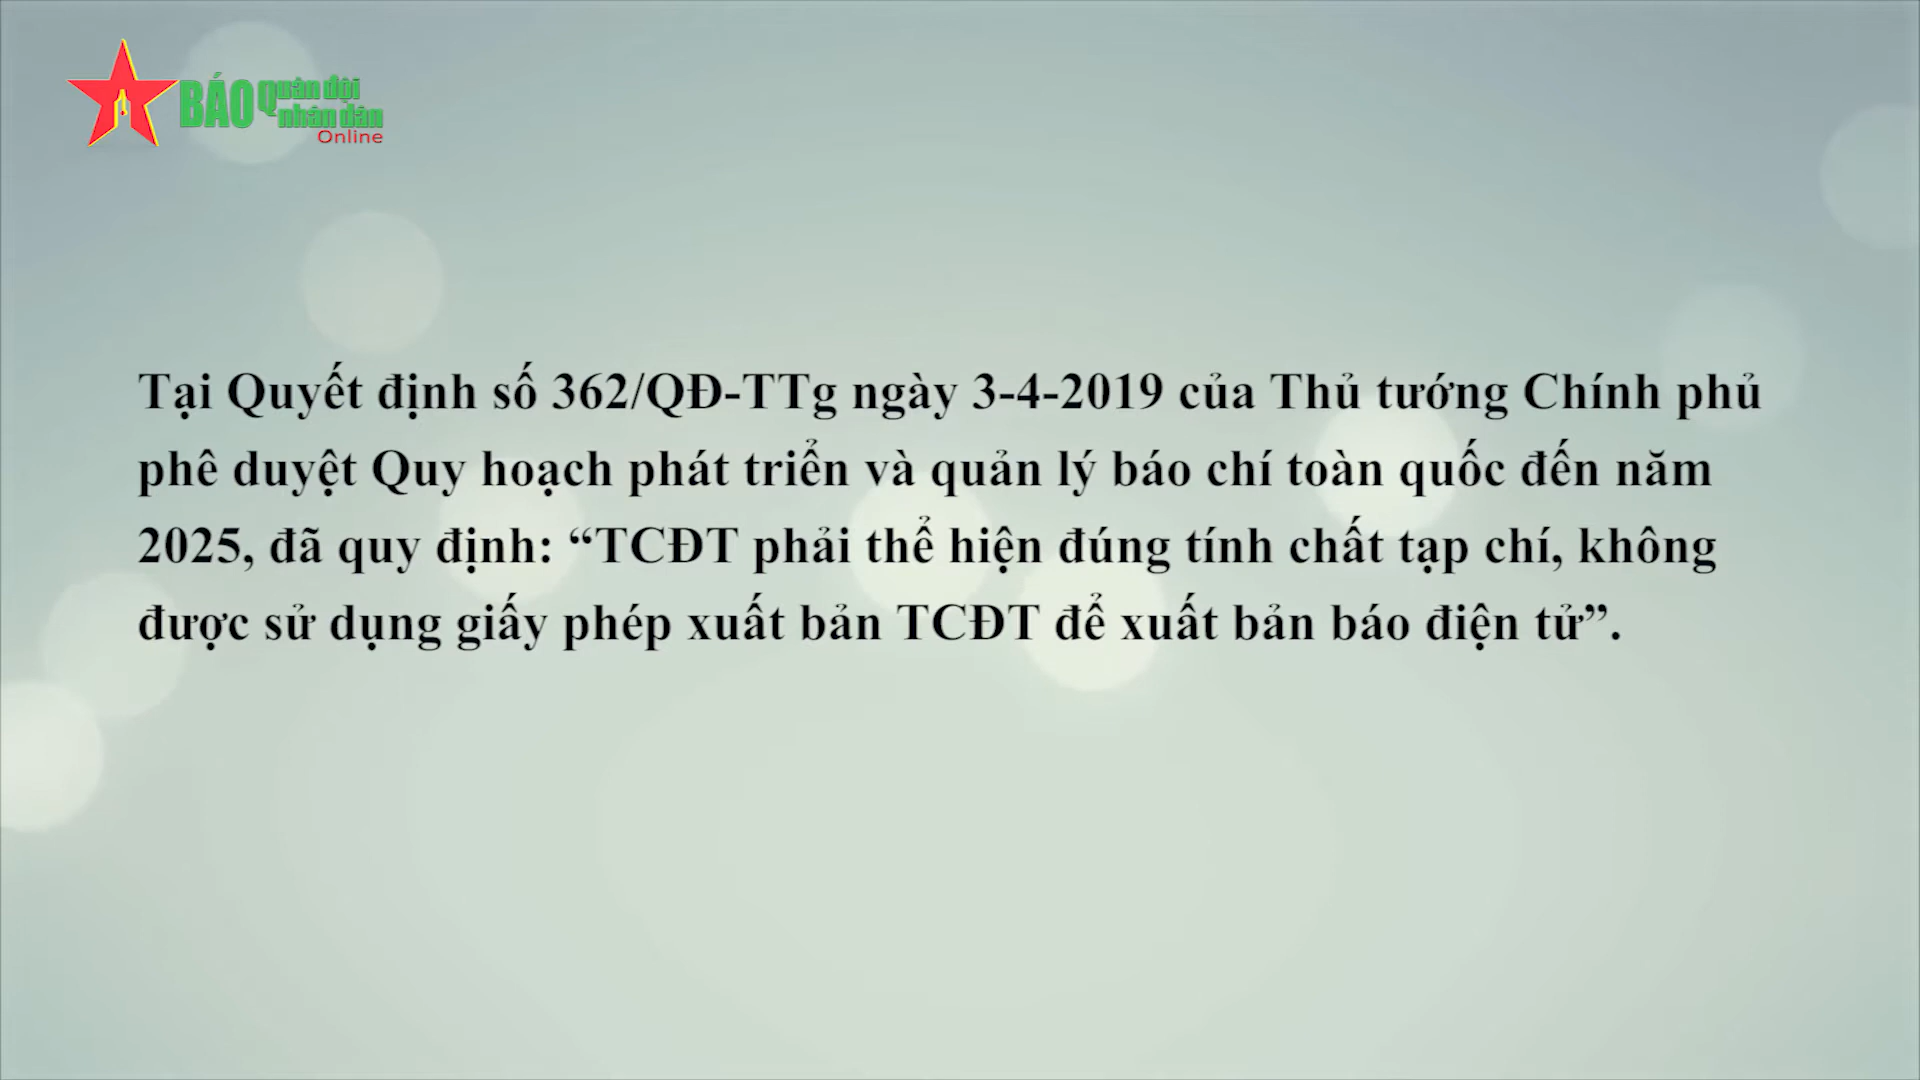 BÁO Quân đội
nhân dân
Online
Tại Quyết định số 362/QĐ-TTg ngày 3-4-2019 của Thủ tướng Chính phủ
phê duyệt Quy hoạch phát triển và quản lý báo chí toàn quốc đến năm
2025, đã quy định: “TCĐT phải thể hiện đúng tính chất tạp chí, không
được sử dụng giấy phép xuất bản TCĐT để xuất bản báo điện tử”.